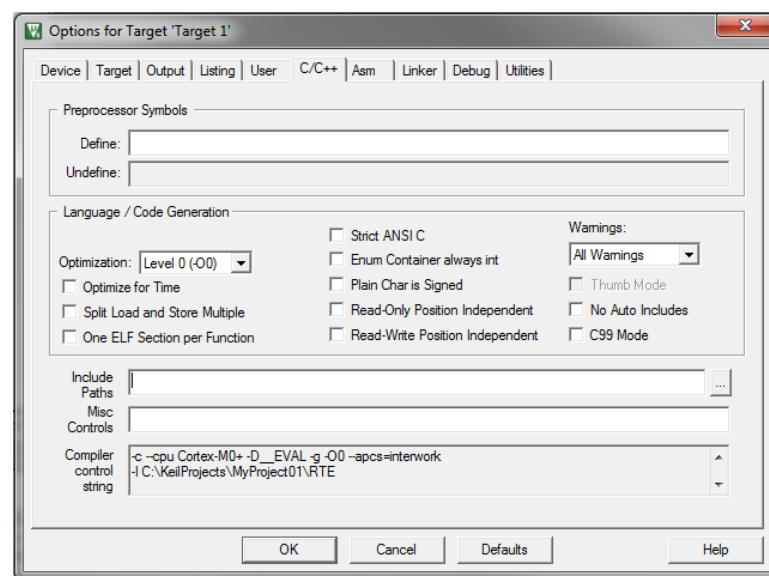 Options for Target 'Target 1'
Device Target Output Listing User C/C++ Asm Linker Debug Utilities
Preprocessor Symbols
Define:
Undefine:
Language / Code Generation
Strict ANSI C
Warnings:
Optimization: Level 0 (-O0)
Enum Container always int
All Warnings
Optimize for Time
Plain Char is Signed
Thumb Mode
Split Load and Store Multiple
Read-Only Position Independent
No Auto Includes
One ELF Section per Function
Read-Write Position Independent
C99 Mode
Include
Paths
...
Misc
Controls
Compiler
control
string
-c --cpu Cortex-M0+ -D__EVAL -g -O0 --apcs=interwork
-I C:\KeilProjects\MyProject01\RTE
OK Cancel Defaults Help